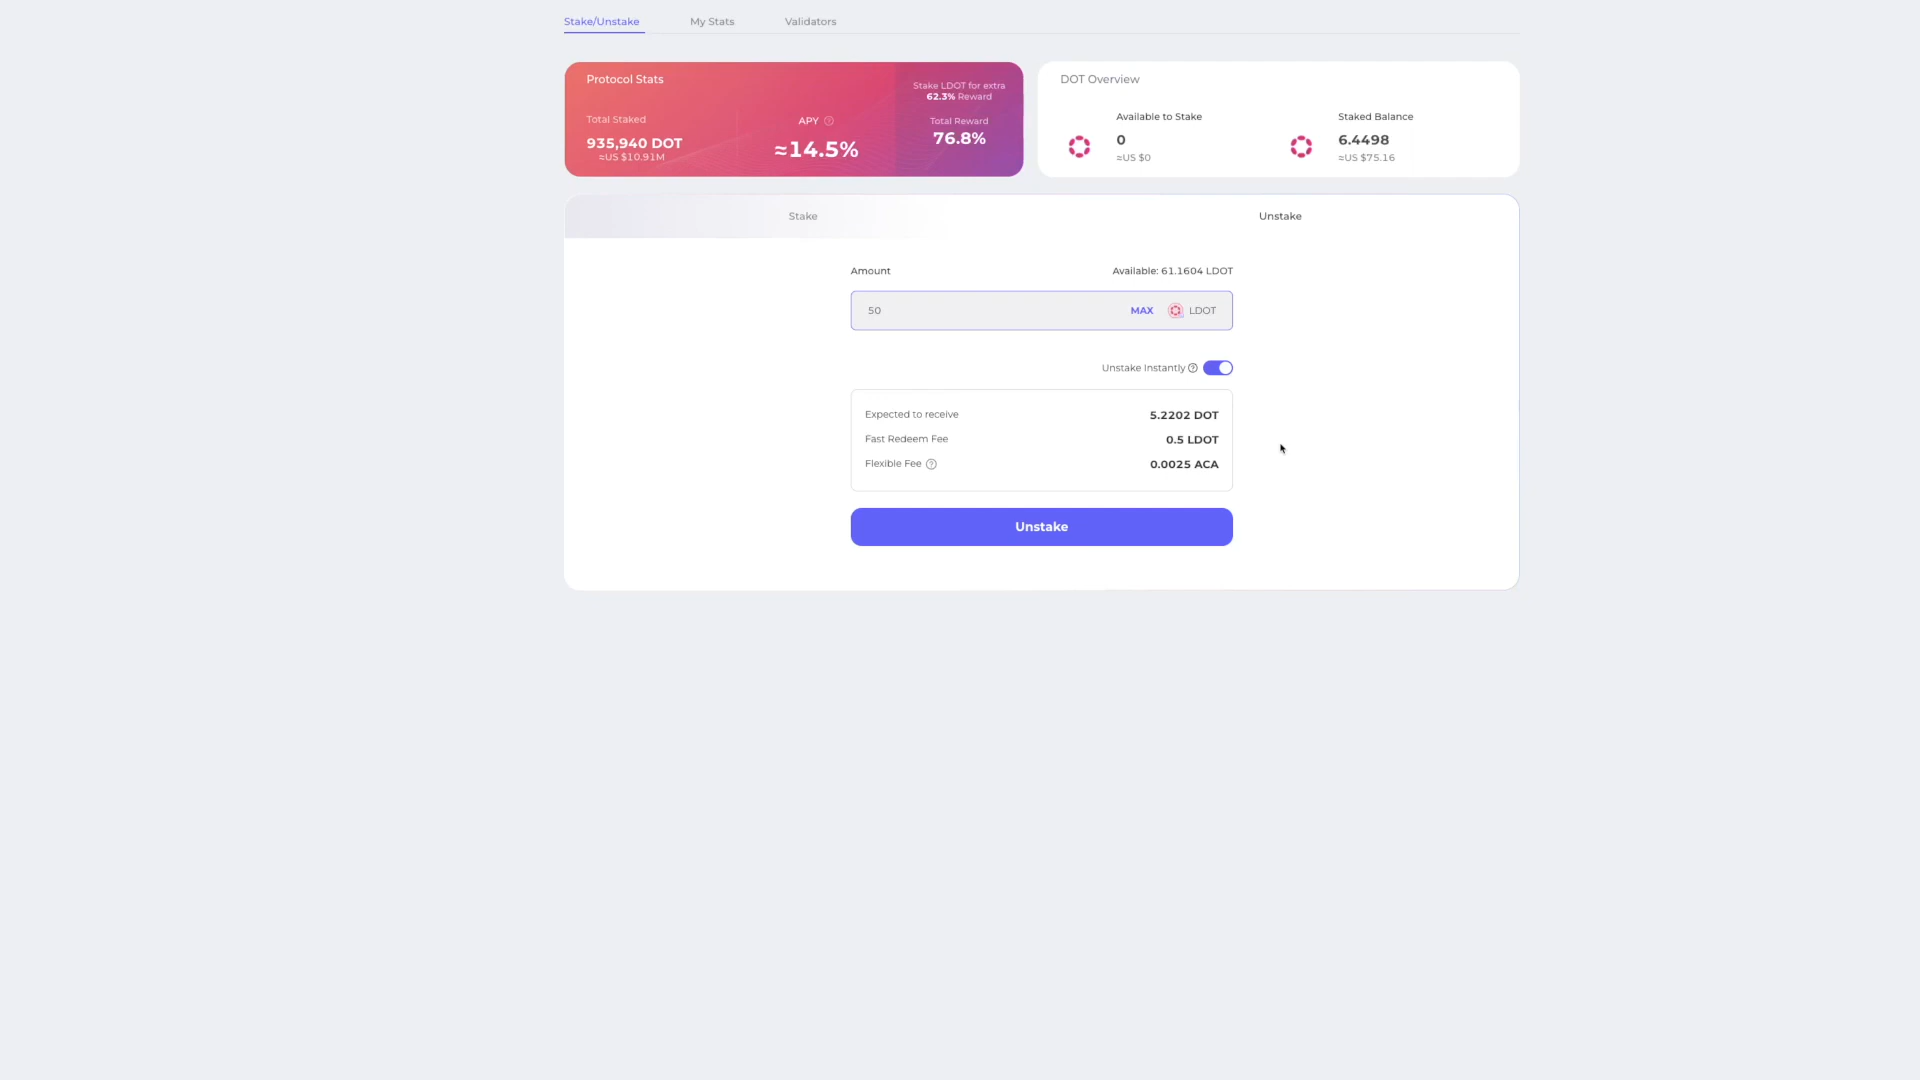 Stake/Unstake
My Stats
Validators
Protocol Stats
Stake LDOT for extra
62.3% Reward
Total Staked
935,940 DOT
≈US $10.91M
APY
≈14.5%
Total Reward
76.8%
DOT Overview
Available to Stake
0
≈US $0
Staked Balance
6.4498
≈US $75.16
Stake
Unstake
Amount
Available: 61.1604 LDOT
50
MAX
LDOT
Unstake Instantly
Expected to receive
5.2202 DOT
Fast Redeem Fee
0.5 LDOT
Flexible Fee
0.0025 ACA
Unstake